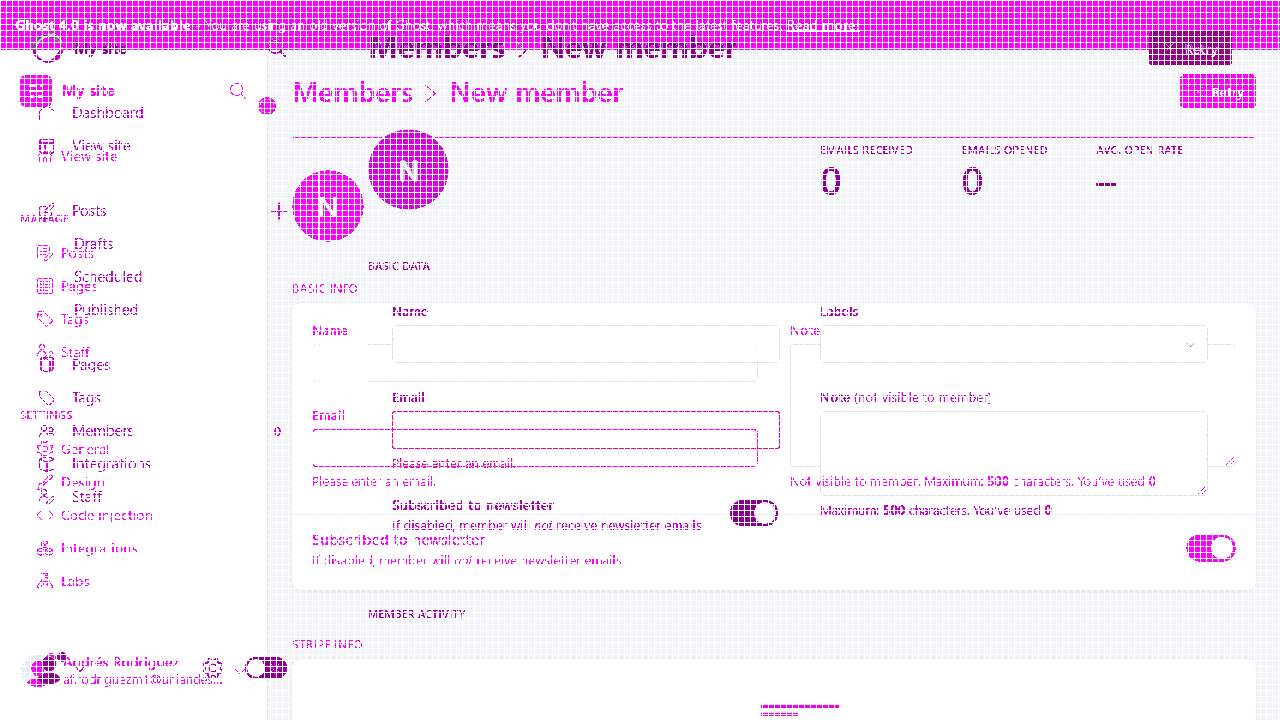 Ghost 4.0 is now available - You are using an old version of Ghost, which means you don't have access to the latest features. Read more!
My site
Members > New member
Retry
My site
Members > New member
Retry
Dashboard
View site
View site
EMAILS RECEIVED
EMAILS OPENED
AVG. OPEN RATE
0
0
N
N
Posts
MANAGE
Drafts
Posts
BASIC DATA
Scheduled
Pages
BASIC INFO
Published
Name
Labels
Tags
Name
Note
Staff
Pages
Tags
Email
Note (not visible to member)
SETTINGS
Email
Members
0
General
Integrations
Please enter an email.
Design
Please enter an email.
Not visible to member. Maximum: 500 characters. You've used 0
Staff
Subscribed to newsletter
Maximum: 500 characters. You've used 0
Code injection
If disabled, member will not receive newsletter emails
Subscribed to newsletter
Integrations
If disabled, member will not receive newsletter emails
Labs
MEMBER ACTIVITY
STRIPE INFO
Andrés Rodriguez